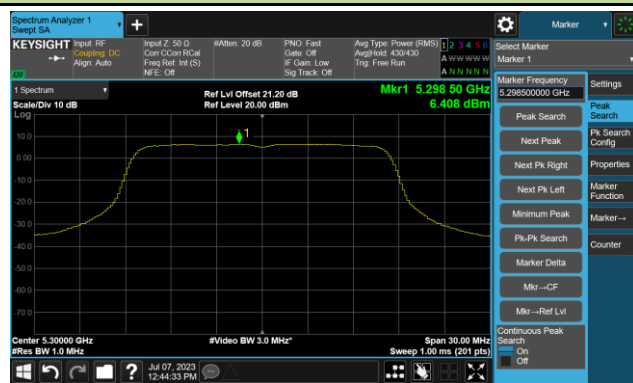 Spectrum Analyzer 1
Swept SA
+
Marker
KEYSIGHT
Input: RF
Coupling: DC
Align: Auto
Input Z: 50 Ω
Corr CCorr RCal
Freq Ref: Int (S)
NFE: Off
#Atten: 20 dB
PNO: Fast
Gate: Off
IF Gain: Low
Sig Track: Off
Avg Type: Power (RMS)
Avg|Hold: 430/430
Trig: Free Run
1 2 3 4 5 6
A W W W W W
A N N N N N
Select Marker
Marker 1
1 Spectrum
Scale/Div 10 dB
Log
Ref Lvl Offset 21.20 dB
Ref Level 20.00 dBm
Mkr1 5.298 50 GHz
6.408 dBm
1
10.0
0.00
-10.0
-20.0
-30.0
-40.0
-50.0
-60.0
-70.0
Center 5.30000 GHz
#Res BW 1.0 MHz
#Video BW 3.0 MHz*
Span 30.00 MHz
Sweep 1.00 ms (201 pts)
Marker Frequency
5.298500000 GHz
Peak Search
Next Peak
Next Pk Right
Next Pk Left
Minimum Peak
Pk-Pk Search
Marker Delta
Mkr→CF
Mkr→Ref Lvl
Continuous Peak
Search
On
Off
Settings
Peak
Search
Pk Search
Config
Properties
Marker
Function
Marker→
Counter
?
Jul 07, 2023
12:44:33 PM